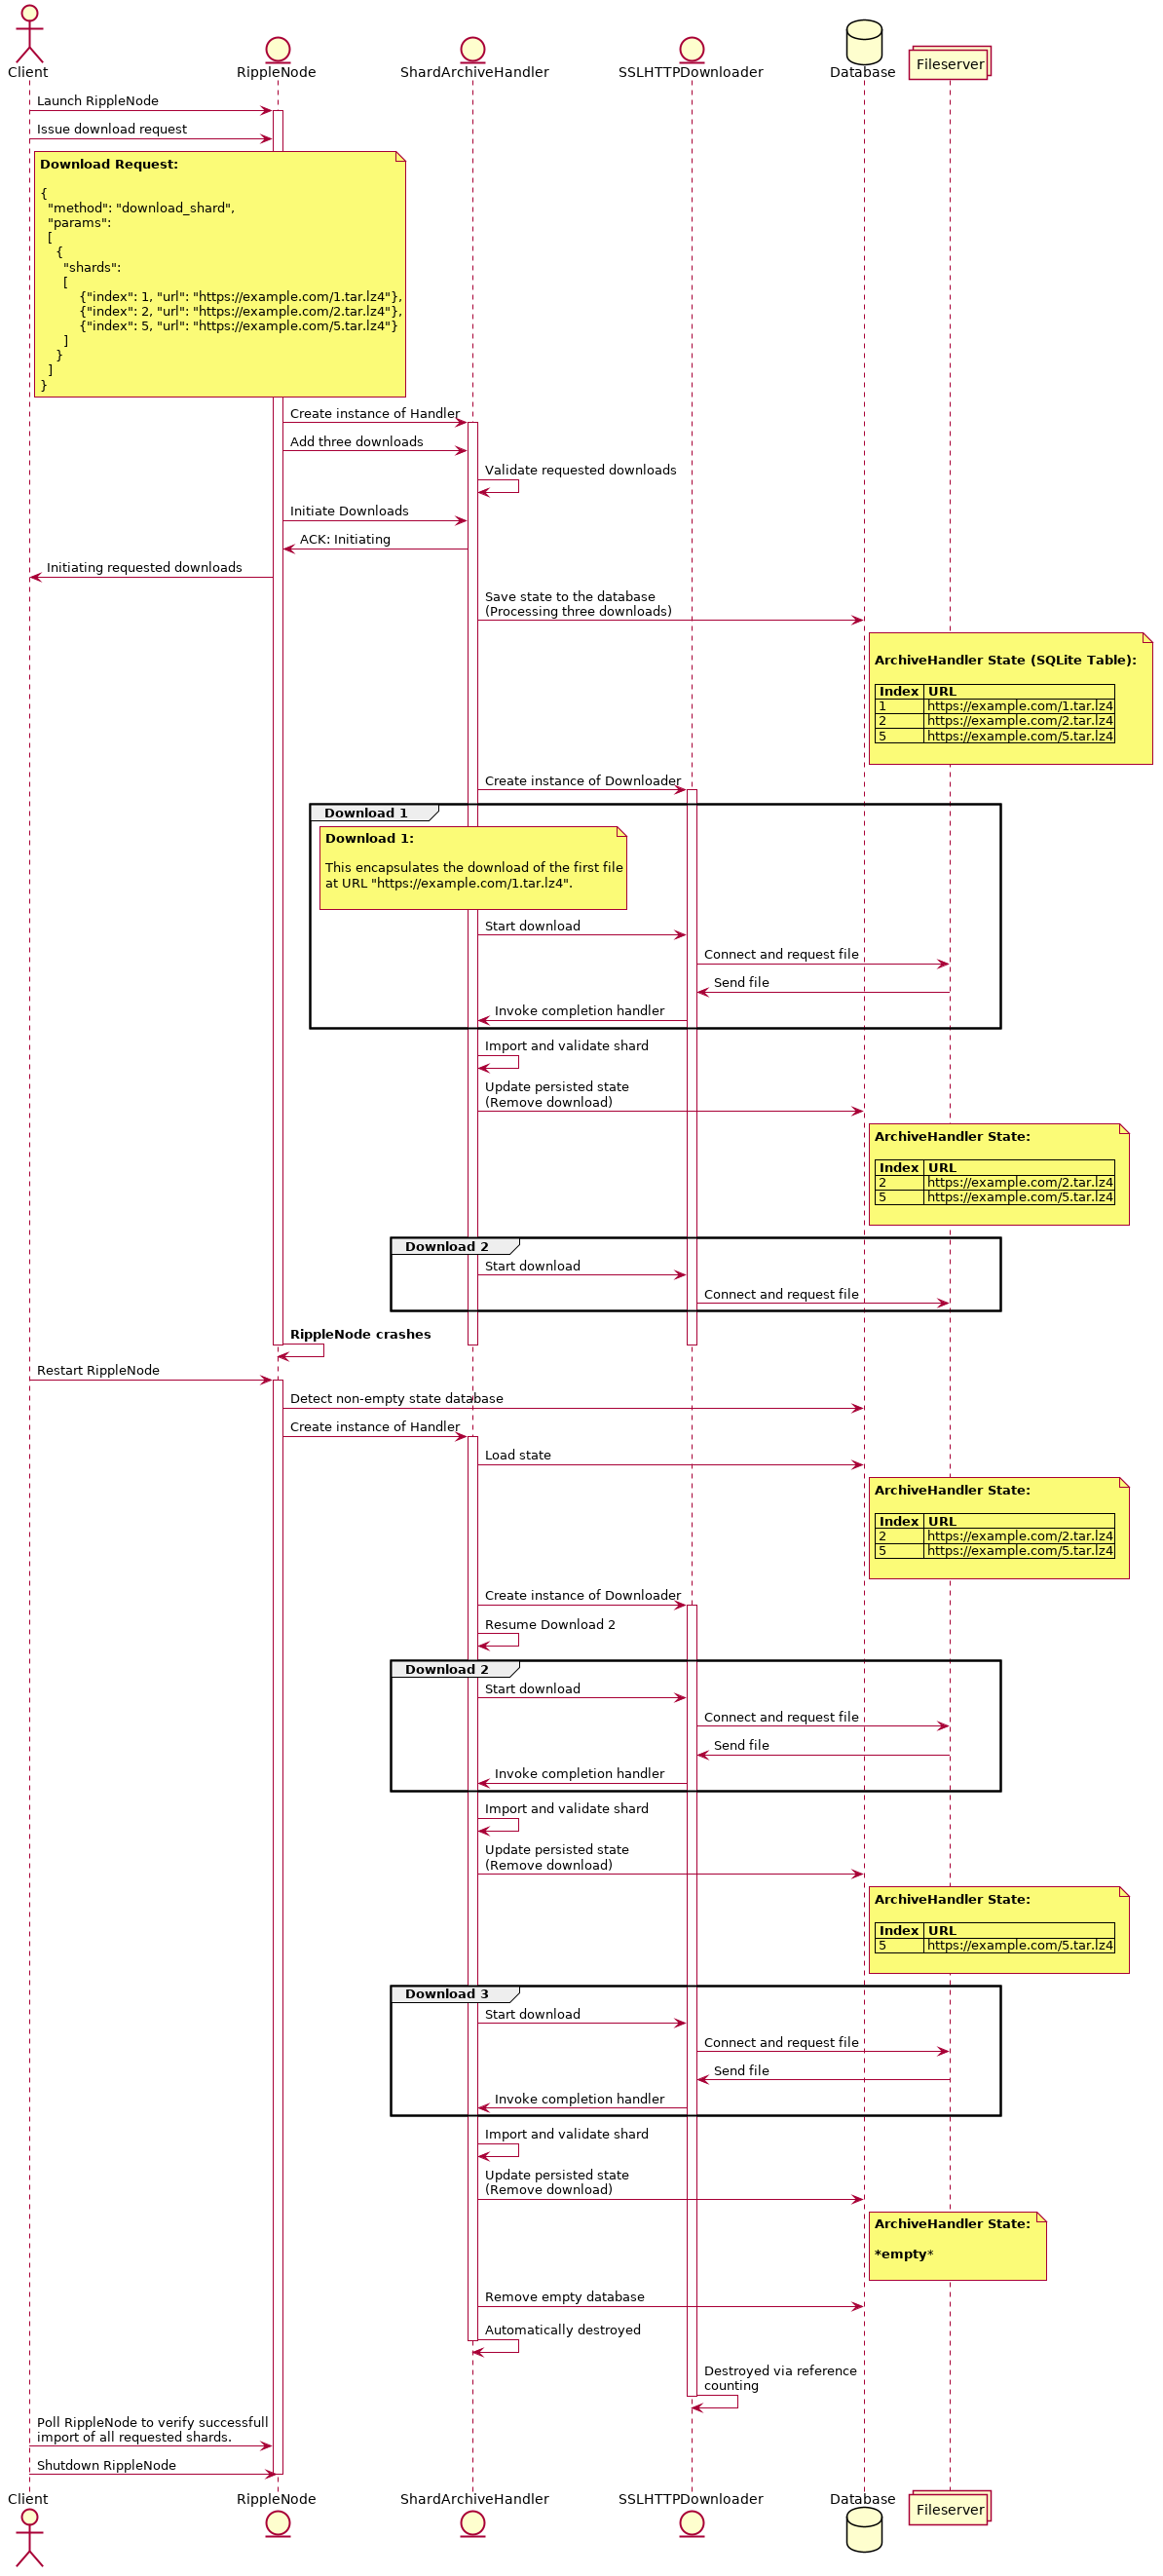 Client
RippleNode
ShardArchiveHandler
SSLHTTPDownloader
Database
Fileserver
Launch RippleNode
Issue download request
Download Request:
{
"method": "download_shard",
"params":
[
{
"shards":
[
{"index": 1, "url": "https://example.com/1.tar.lz4"},
{"index": 2, "url": "https://example.com/2.tar.lz4"},
{"index": 5, "url": "https://example.com/5.tar.lz4"}
]
}
]
}
Create instance of Handler
Add three downloads
Validate requested downloads
Initiate Downloads
ACK: Initiating
Initiating requested downloads
Save state to the database
(Processing three downloads)
ArchiveHandler State (SQLite Table):
Index URL
1 https://example.com/1.tar.lz4
2 https://example.com/2.tar.lz4
5 https://example.com/5.tar.lz4
Create instance of Downloader
Download 1
Download 1:
This encapsulates the download of the first file
at URL "https://example.com/1.tar.lz4".
Start download
Connect and request file
Send file
Invoke completion handler
Import and validate shard
Update persisted state
(Remove download)
ArchiveHandler State:
Index URL
2 https://example.com/2.tar.lz4
5 https://example.com/5.tar.lz4
Download 2
Start download
Connect and request file
RippleNode crashes
Restart RippleNode
Detect non-empty state database
Create instance of Handler
Load state
ArchiveHandler State:
Index URL
2 https://example.com/2.tar.lz4
5 https://example.com/5.tar.lz4
Create instance of Downloader
Resume Download 2
Download 2
Start download
Connect and request file
Send file
Invoke completion handler
Import and validate shard
Update persisted state
(Remove download)
ArchiveHandler State:
Index URL
5 https://example.com/5.tar.lz4
Download 3
Start download
Connect and request file
Send file
Invoke completion handler
Import and validate shard
Update persisted state
(Remove download)
ArchiveHandler State:
*empty*
Remove empty database
Automatically destroyed
Destroyed via reference
counting
Poll RippleNode to verify successfull
import of all requested shards.
Shutdown RippleNode
Client
RippleNode
ShardArchiveHandler
SSLHTTPDownloader
Database
Fileserver